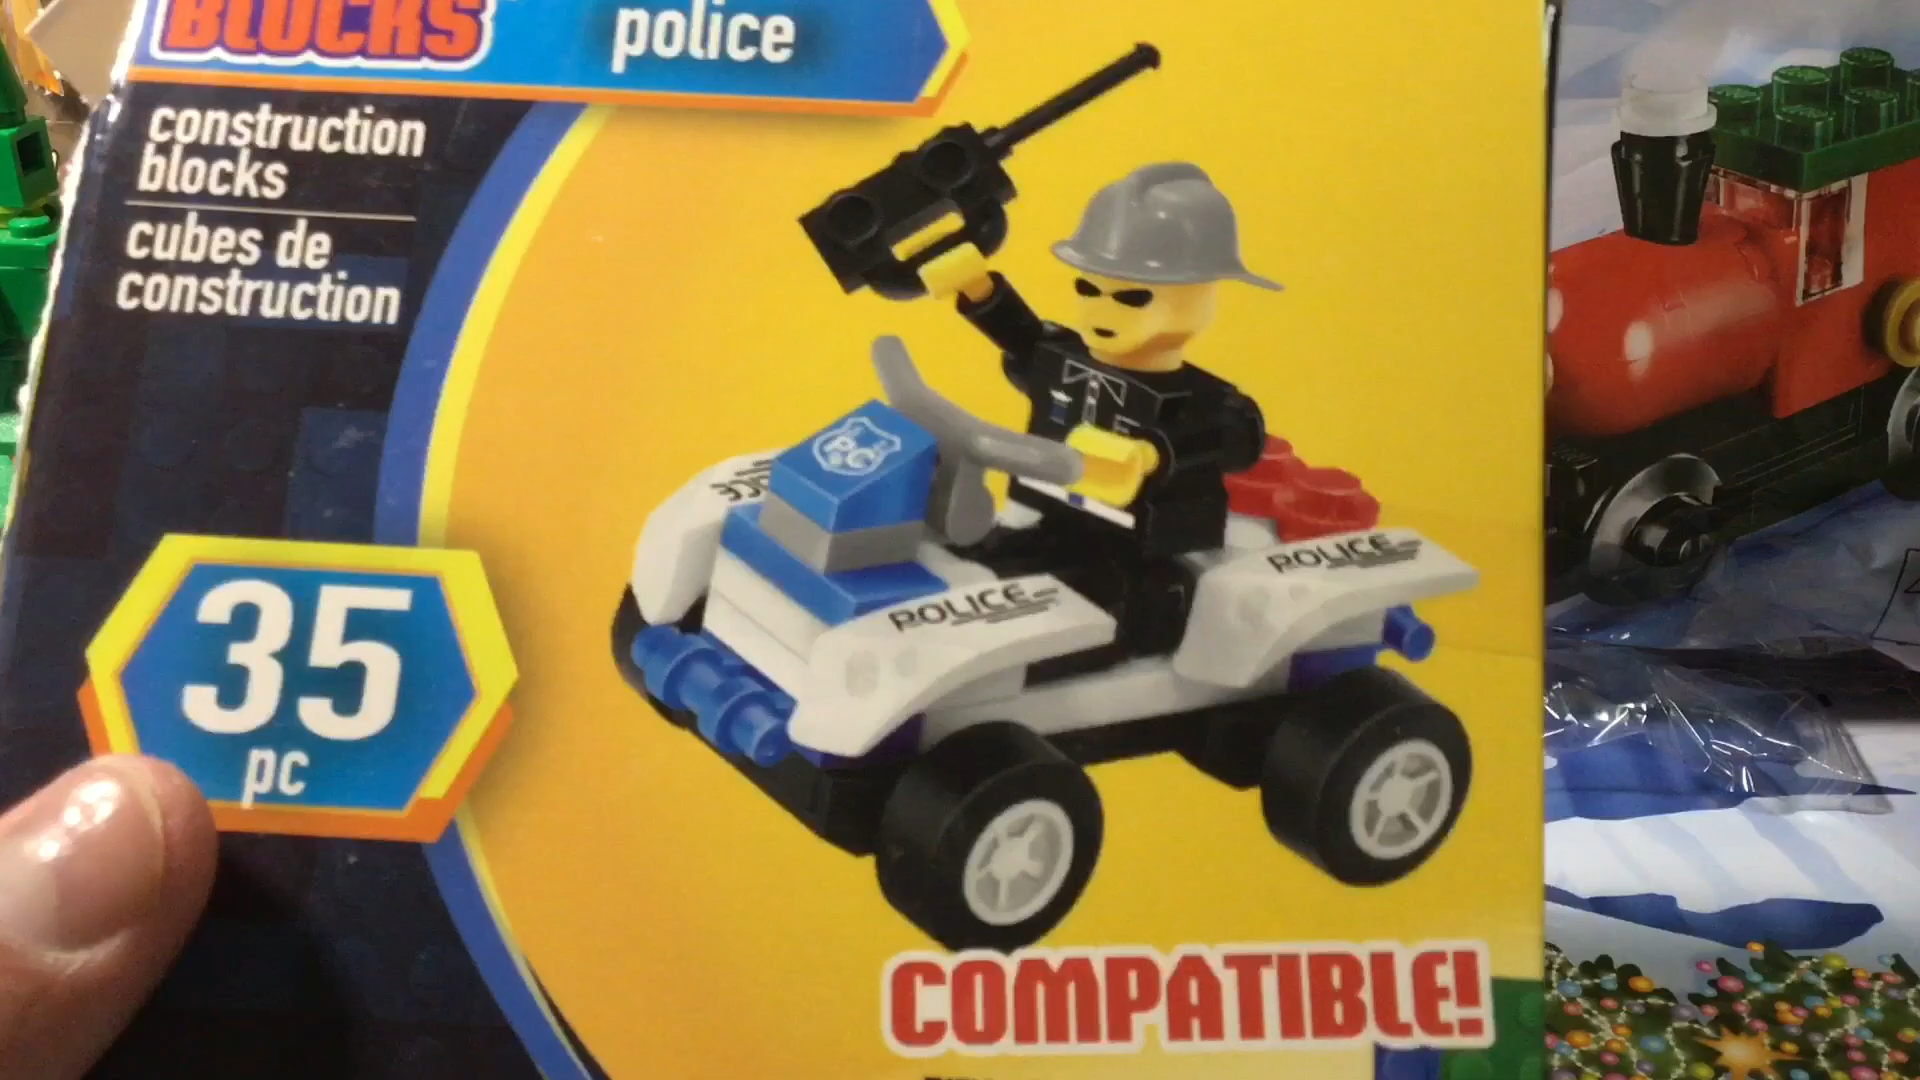 BLOCKS
police
construction
blocks
cubes de
construction
35
pc
POLICE
POLICE
COMPATIBLE!